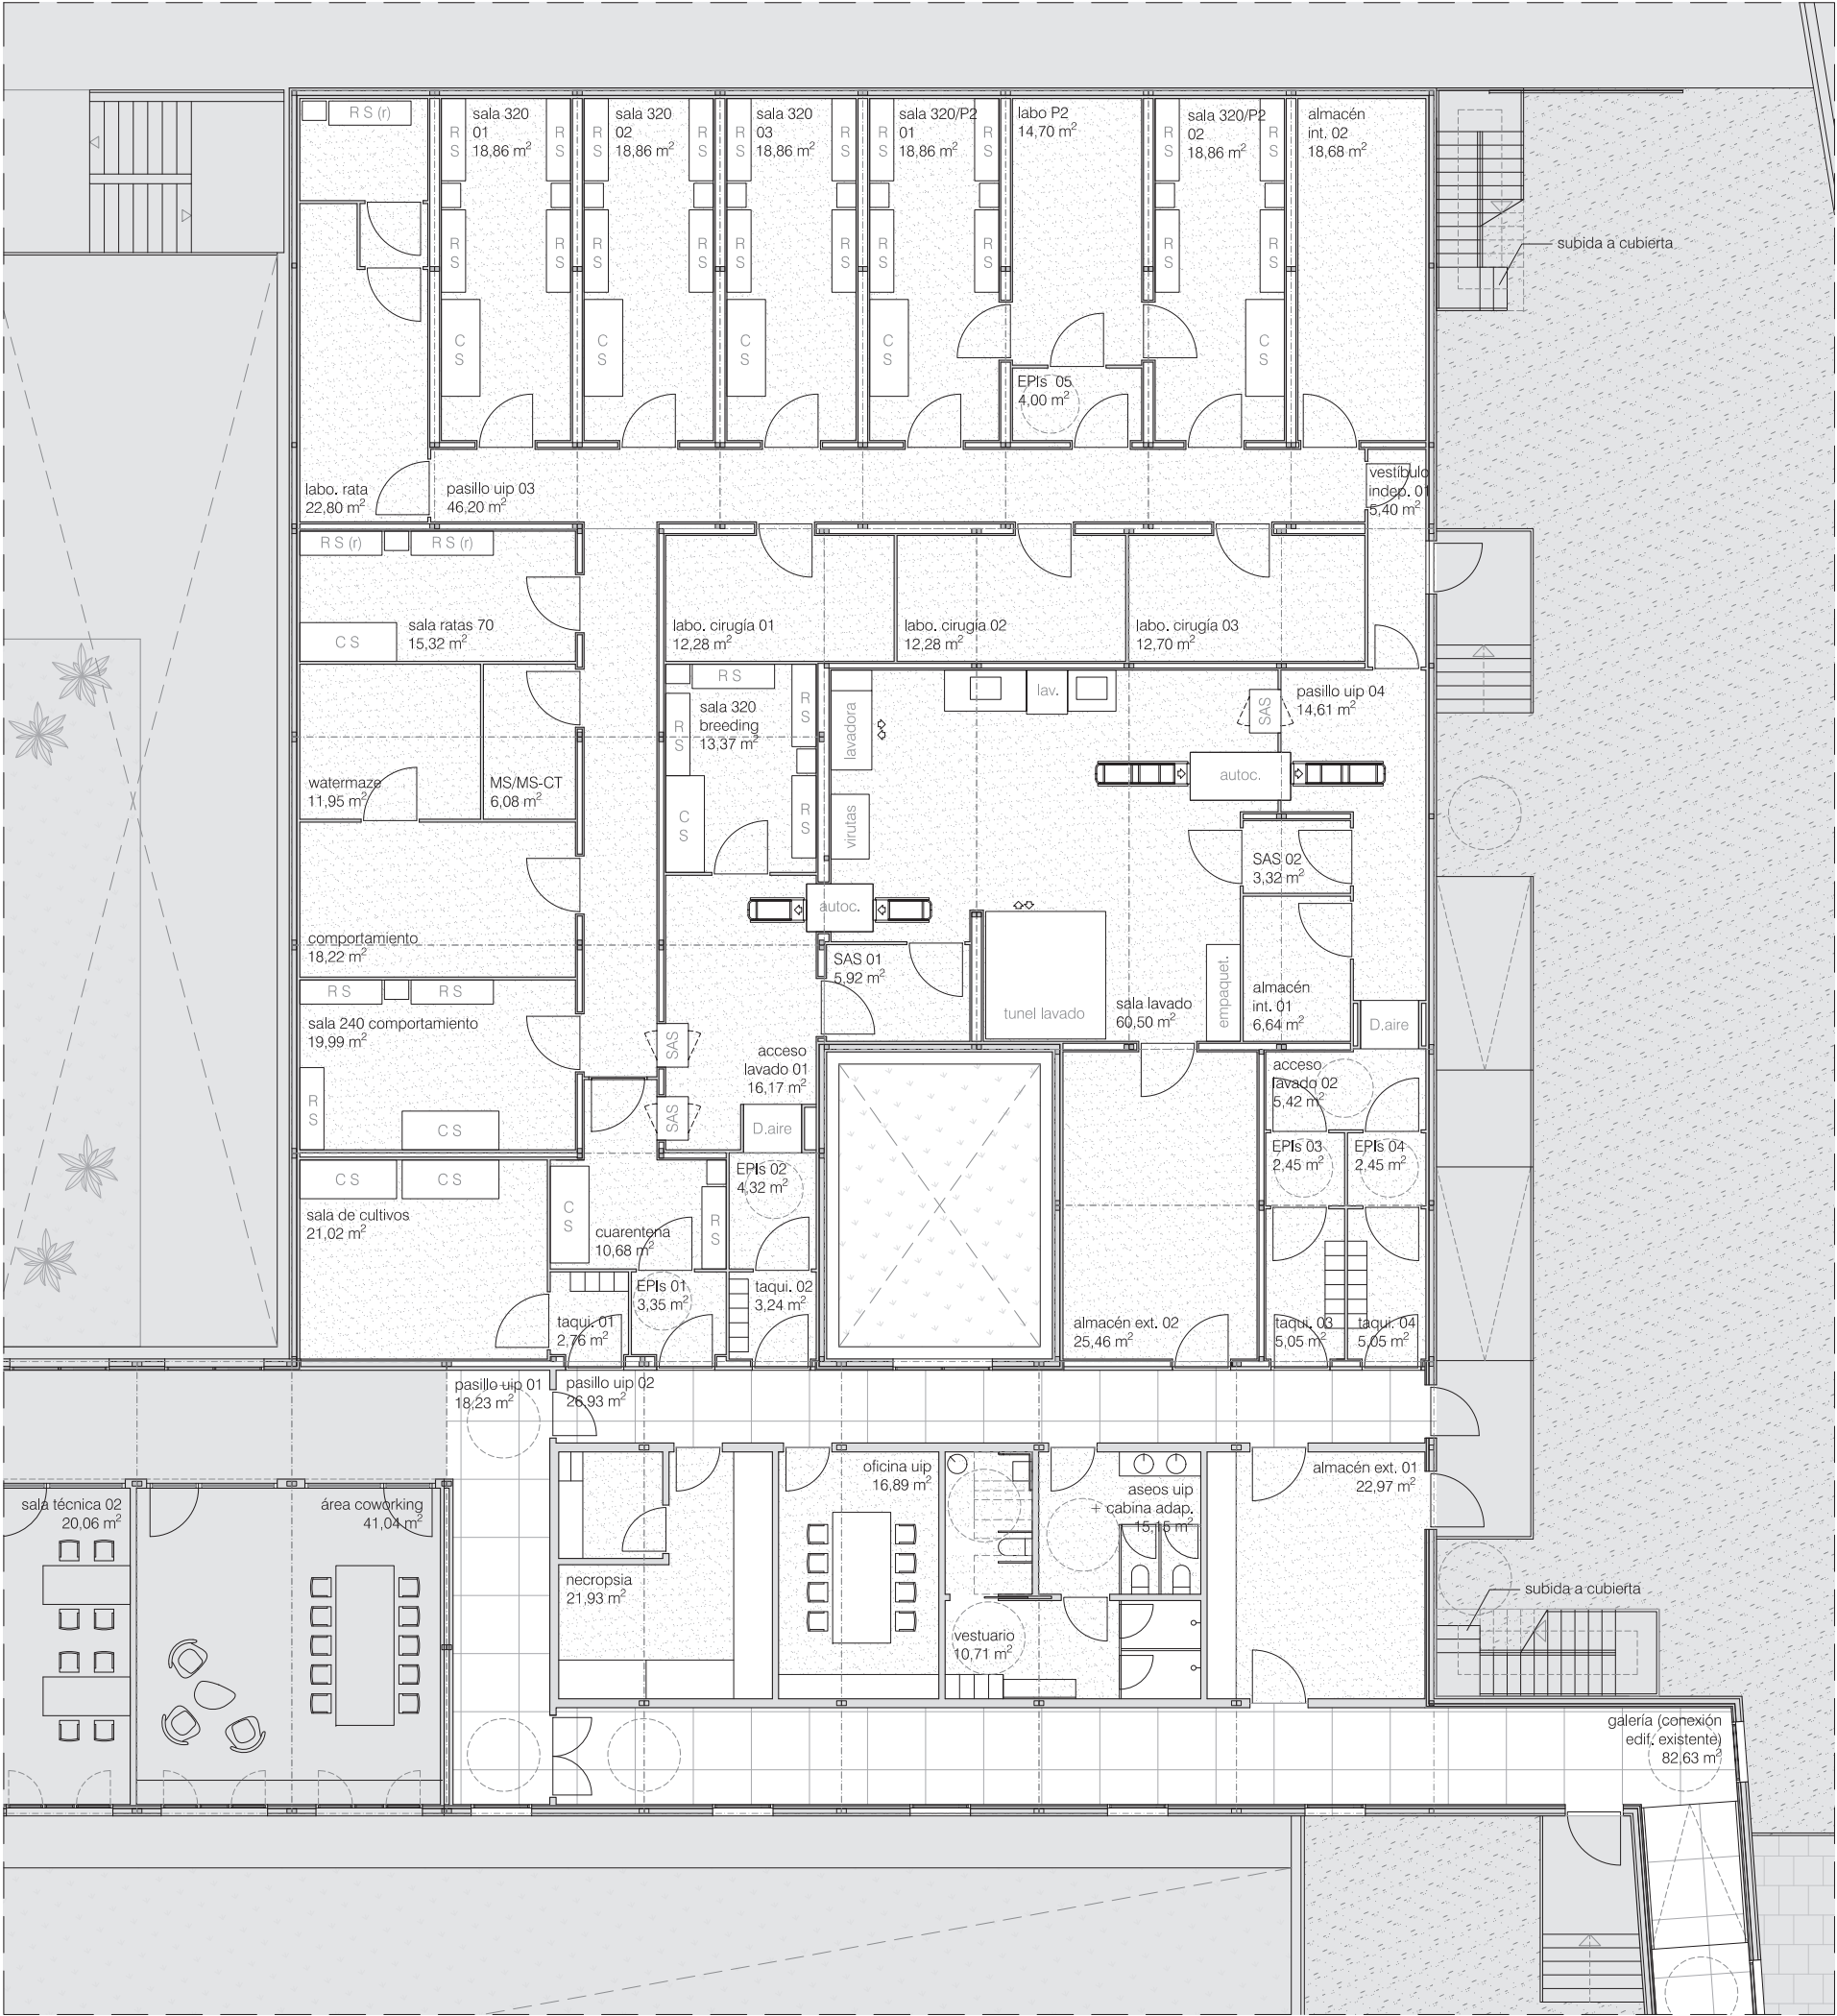 R S (r)
R
S
sala 320
01
18,86 m²
R
S
R
S
sala 320
02
18,86 m²
R
S
R
S
sala 320
03
18,86 m²
R
S
R
S
sala 320/P2
01
18,86 m²
R
S
labo P2
14,70 m²
R
S
sala 320/P2
02
18,86 m²
R
S
almacén
int. 02
18,68 m²
R
S
R
S
R
S
R
S
R
S
R
S
R
S
R
S
R
S
R
S
subida a cubierta
C
S
C
S
C
S
C
S
C
S
EPIs 05
4,00 m²
labo. rata
22,80 m²
pasillo uip 03
46,20 m²
vestíbulo
indep. 01
5,40 m²
R S (r)
R S (r)
C S
sala ratas 70
15,32 m²
labo. cirugía 01
12,28 m²
labo. cirugía 02
12,28 m²
labo. cirugía 03
12,70 m²
R S
R
S
sala 320
breeding
13,37 m²
R
S
lavadora
lav.
SAS
pasillo uip 04
14,61 m²
watermaze
11,95 m²
MS/MS-CT
6,08 m²
C
S
R
S
virutas
autoc.
SAS 02
3,32 m²
autoc.
comportamiento
18,22 m²
SAS 01
5,92 m²
tunel lavado
sala lavado
60,50 m²
empaquet.
almacén
int. 01
6,64 m²
D.aire
R S
R S
sala 240 comportamiento
19,99 m²
R
S
C S
SAS
SAS
acceso
lavado 01
16,17 m²
D.aire
acceso
lavado 02
5,42 m²
EPIs 03
2,45 m²
EPIs 04
2,45 m²
C S
C S
sala de cultivos
21,02 m²
C
S
cuarentena
10,68 m²
R
S
EPIs 02
4,32 m²
taqui. 01
2,76 m²
EPIs 01
3,35 m²
taqui. 02
3,24 m²
almacén ext. 02
25,46 m²
taqui. 03
5,05 m²
taqui. 04
5,05 m²
pasillo uip 01
18,23 m²
pasillo uip 02
26,93 m²
sala técnica 02
20,06 m²
área coworking
41,04 m²
necropsia
21,93 m²
oficina uip
16,89 m²
aseos uip
+ cabina adap.
15,15 m²
almacén ext. 01
22,97 m²
vestuario
10,71 m²
subida a cubierta
galería (conexión
edif. existente)
82,63 m²